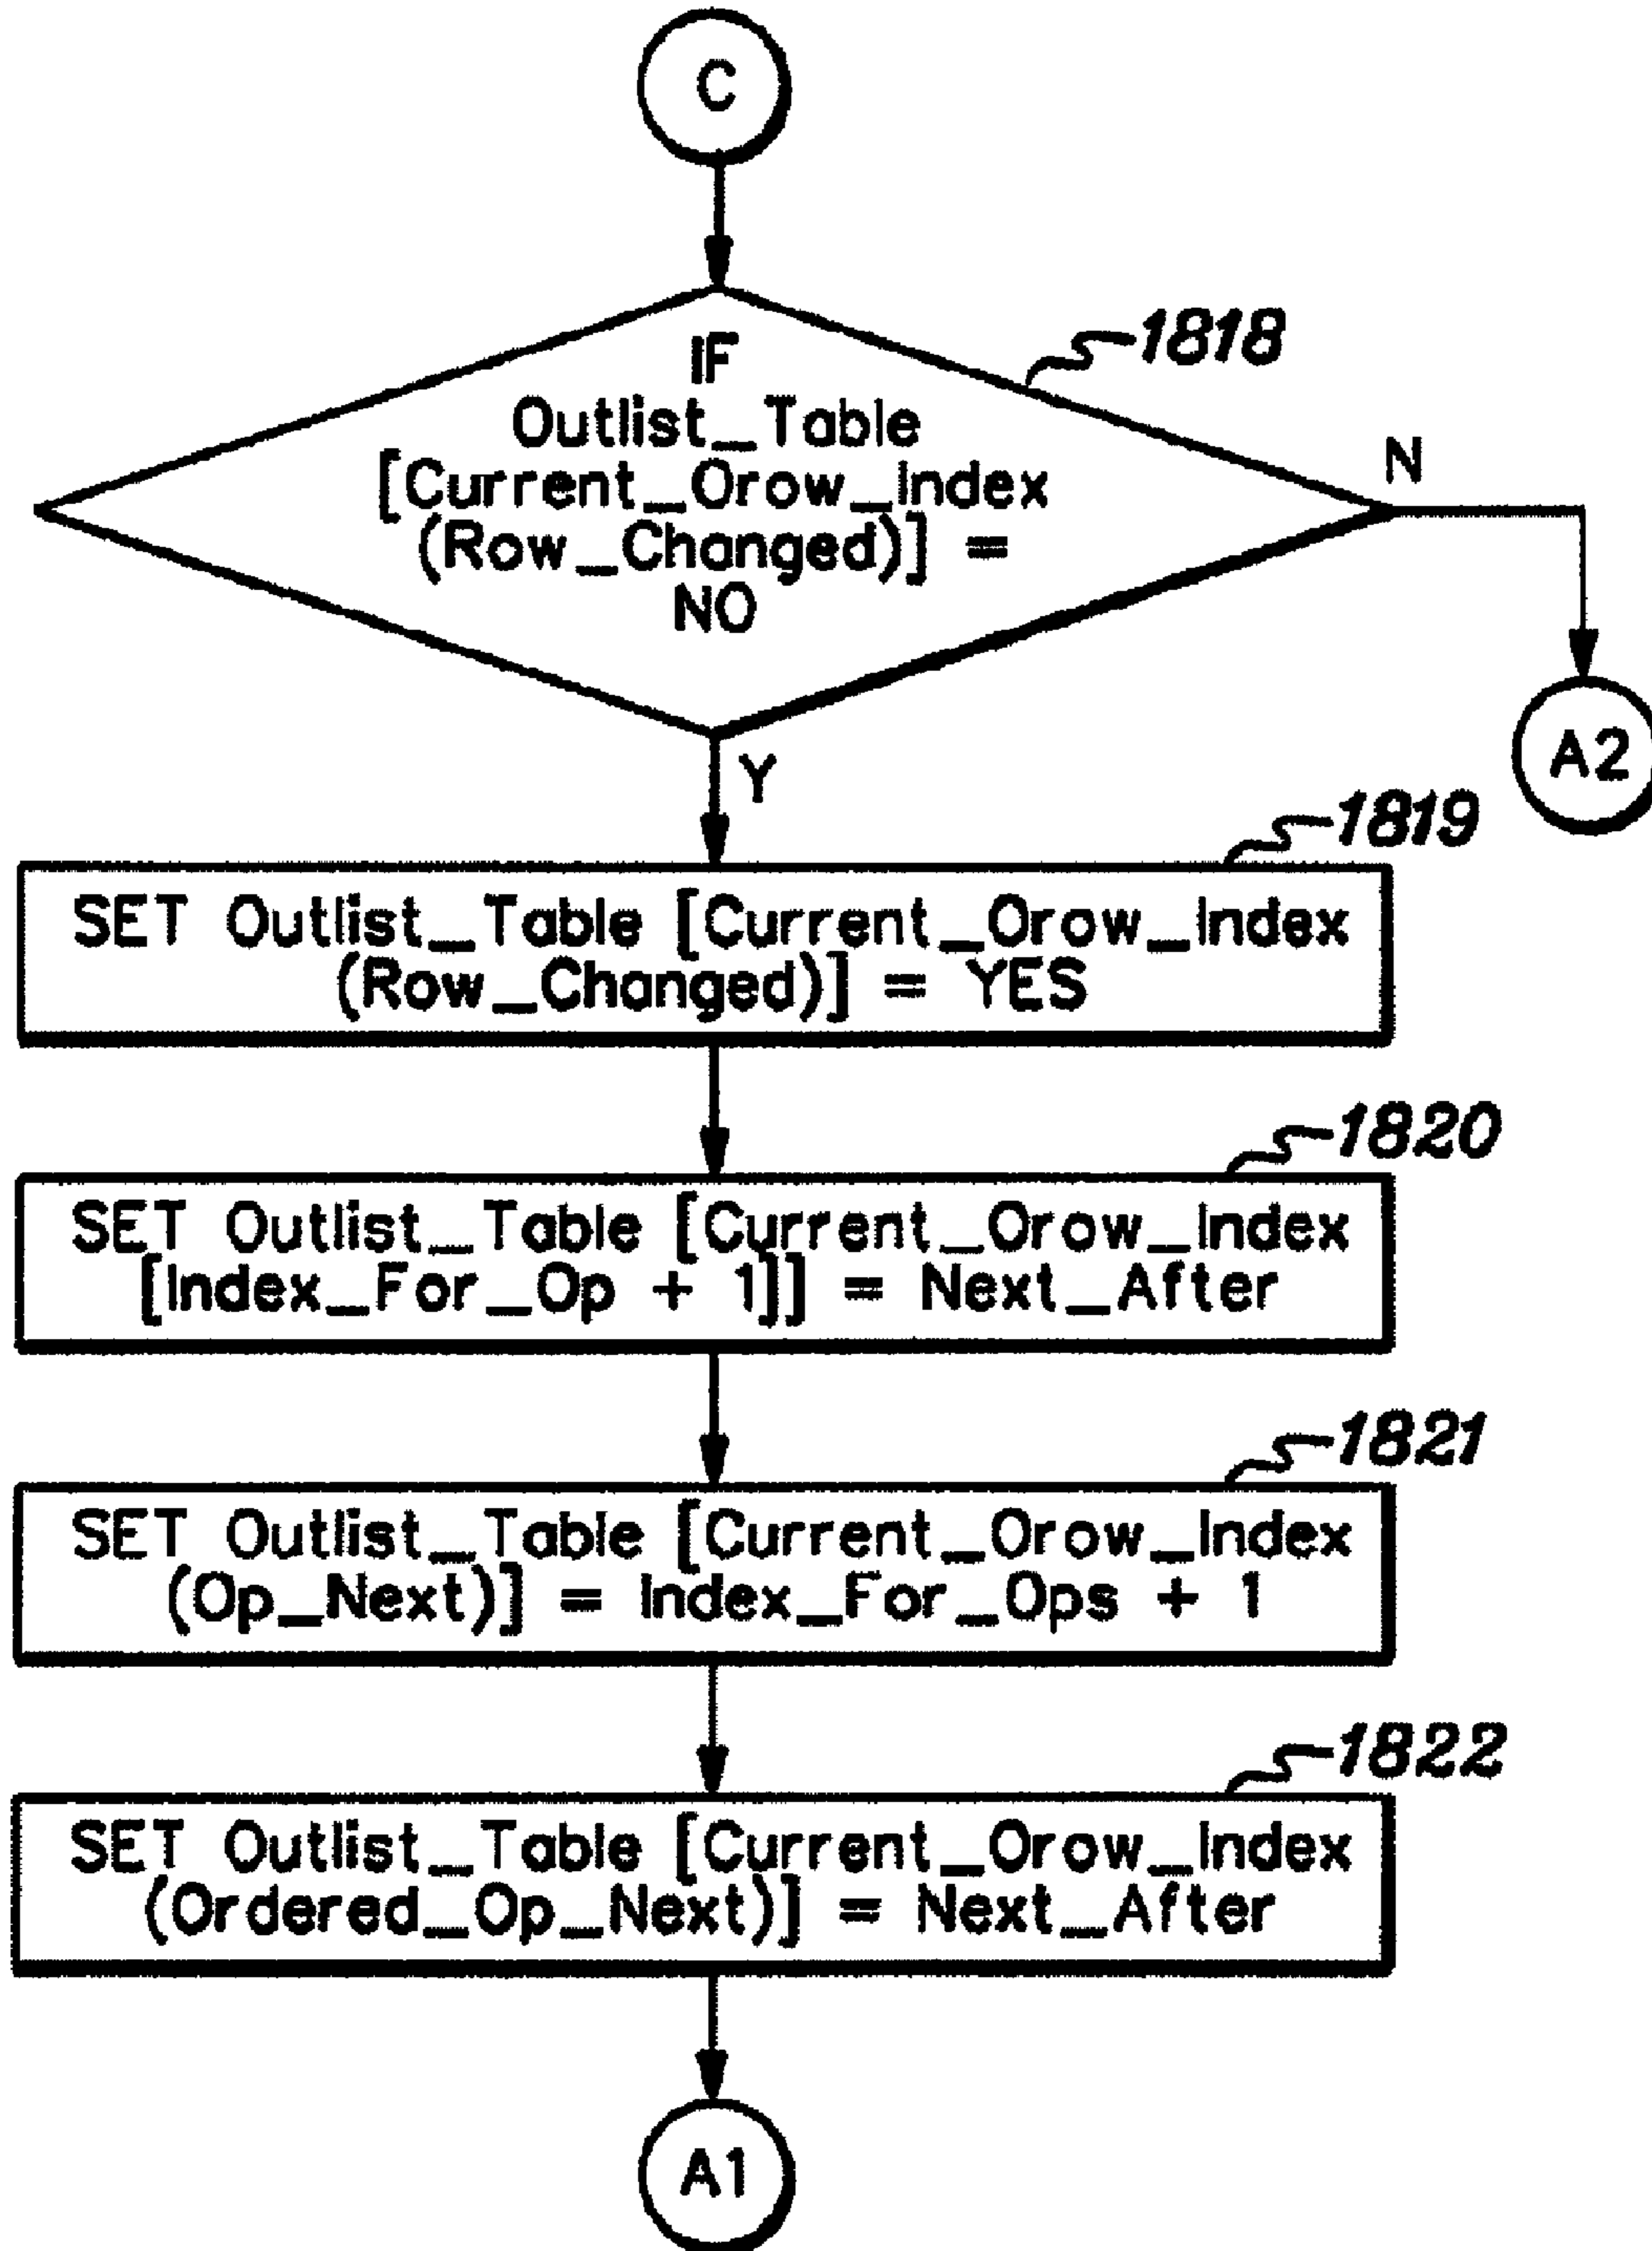 C
1818
IF
Outlist_Table
[Current_Orow_Index
(Row_Changed)] =
NO
N
A2
Y
1819
SET Outlist_Table [Current_Orow_Index
(Row_Changed)] = YES
1820
SET Outlist_Table [Current_Orow_Index
[Index_For_Op + 1]] = Next_After
1821
SET Outlist_Table [Current_Orow_Index
(Op_Next)] = Index_For_Ops + 1
1822
SET Outlist_Table [Current_Orow_Index
(Ordered_Op_Next)] = Next_After
A1